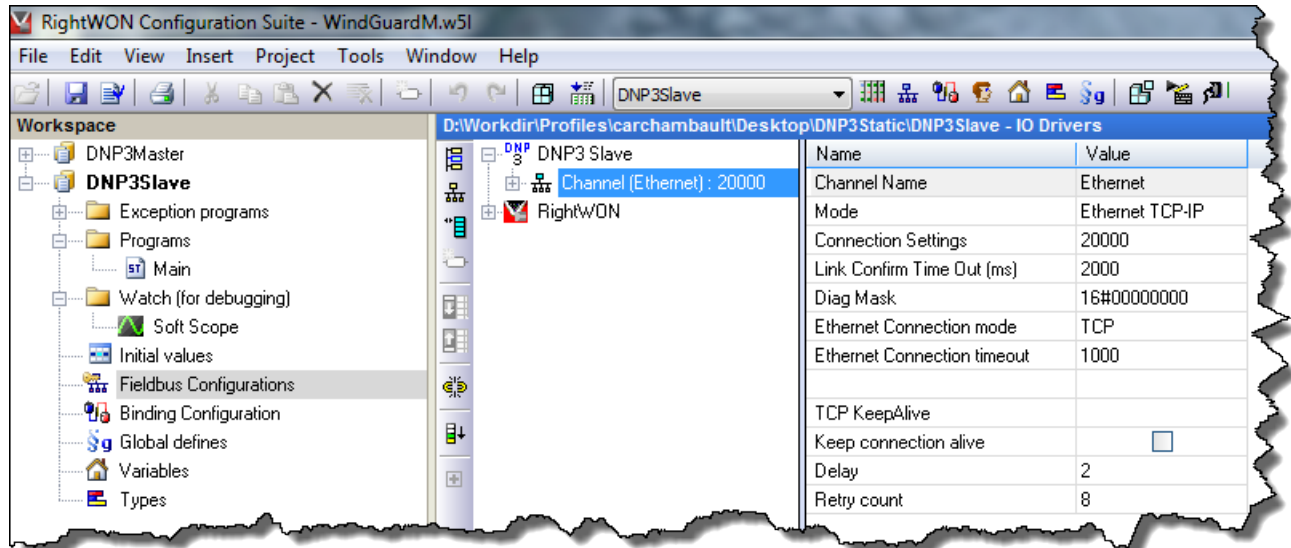 RightWON Configuration Suite - WindGuardM.w5l
File Edit View Insert Project Tools Window Help
DNP3Slave
Workspace
D:\Workdir\Profiles\carchambault\Desktop\DNP3Static\DNP3Slave - IO Drivers
DNP3Master
DNP3Slave
Exception programs
Programs
ST Main
Watch (for debugging)
Soft Scope
Initial values
Fieldbus Configurations
Binding Configuration
§g Global defines
Variables
Types
DNP3 DNP3 Slave
Channel (Ethernet) : 20000
RightWON
Name Value
Channel Name Ethernet
Mode Ethernet TCP-IP
Connection Settings 20000
Link Confirm Time Out (ms) 2000
Diag Mask 16#00000000
Ethernet Connection mode TCP
Ethernet Connection timeout 1000
TCP KeepAlive
Keep connection alive
Delay 2
Retry count 8